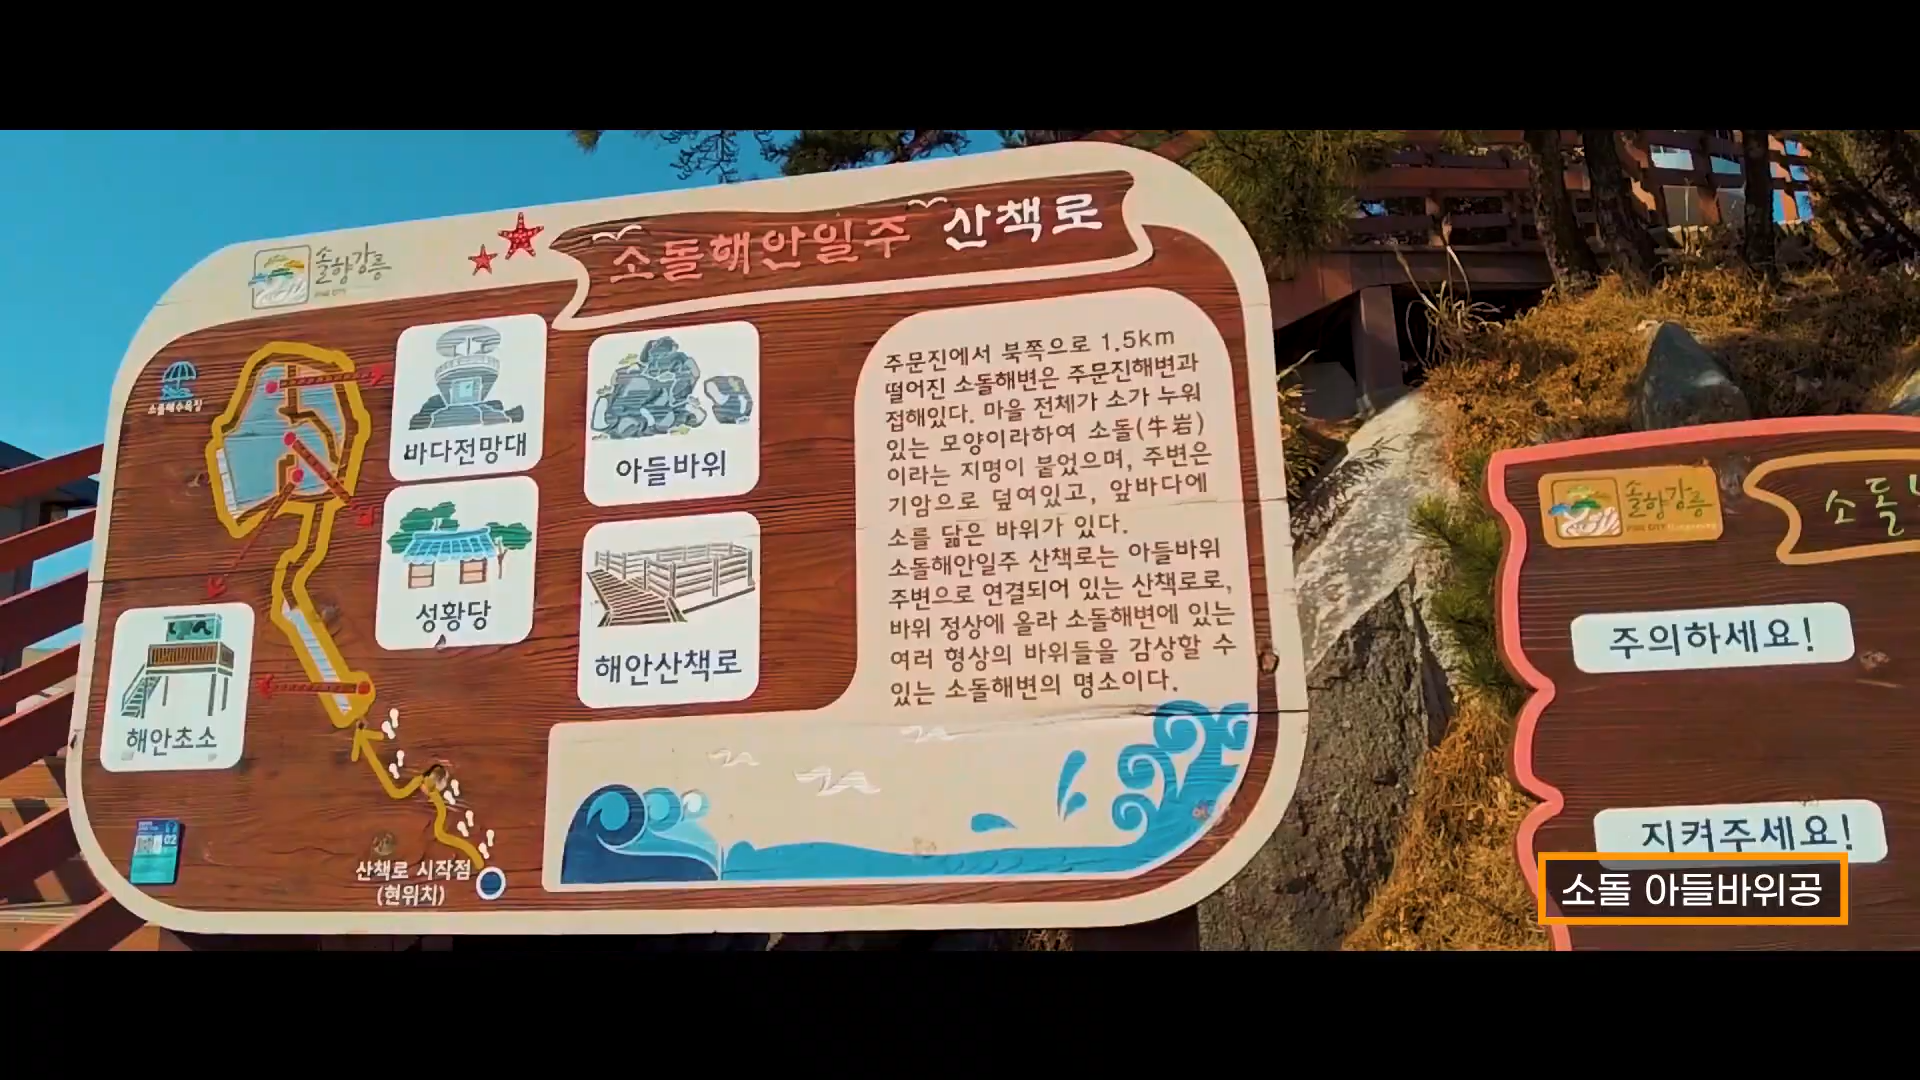 솔향강릉
소돌해안일주 산책로
소돌해수욕장
바다전망대
아들바위
성황당
해안산책로
해안초소
산책로 시작점
(현위치)
주문진에서 북쪽으로 1.5km
떨어진 소돌해변은 주문진해변과
접해있다. 마을 전체가 소가 누워
있는 모양이라하여 소돌(牛岩)
이라는 지명이 붙었으며, 주변은
기암으로 덮여있고, 앞바다에
소를 닮은 바위가 있다.
소돌해안일주 산책로는 아들바위
주변으로 연결되어 있는 산책로로,
바위 정상에 올라 소돌해변에 있는
여러 형상의 바위들을 감상할 수
있는 소돌해변의 명소이다.
솔향강릉
소돌
주의하세요!
지켜주세요!
소돌 아들바위공